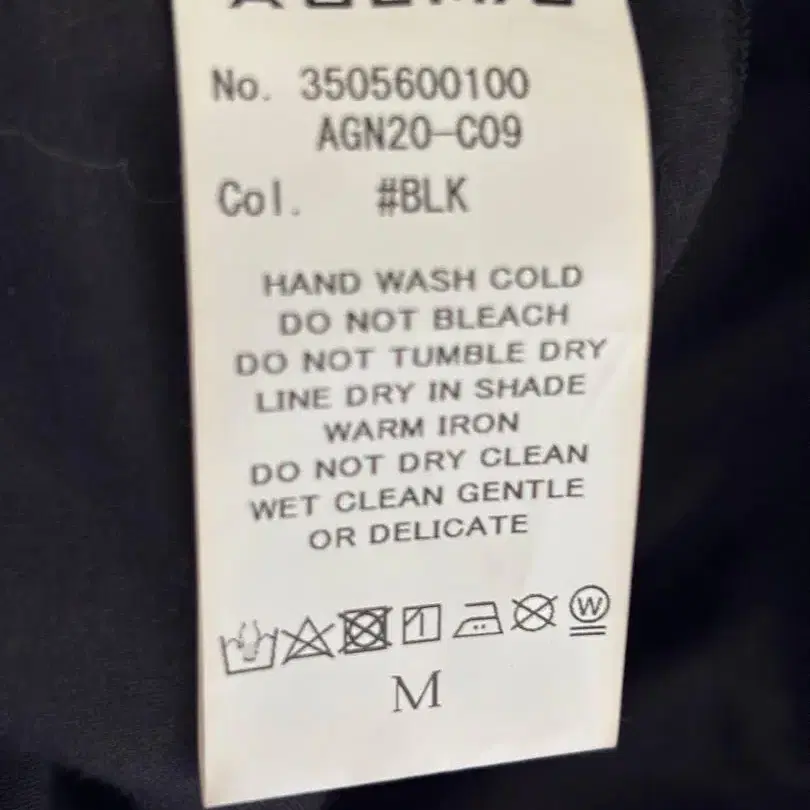 No. 3505600100
AGN20-C09
Col. #BLK
HAND WASH COLD
DO NOT BLEACH
DO NOT TUMBLE DRY
LINE DRY IN SHADE
WARM IRON
DO NOT DRY CLEAN
WET CLEAN GENTLE
OR DELICATE
W
M